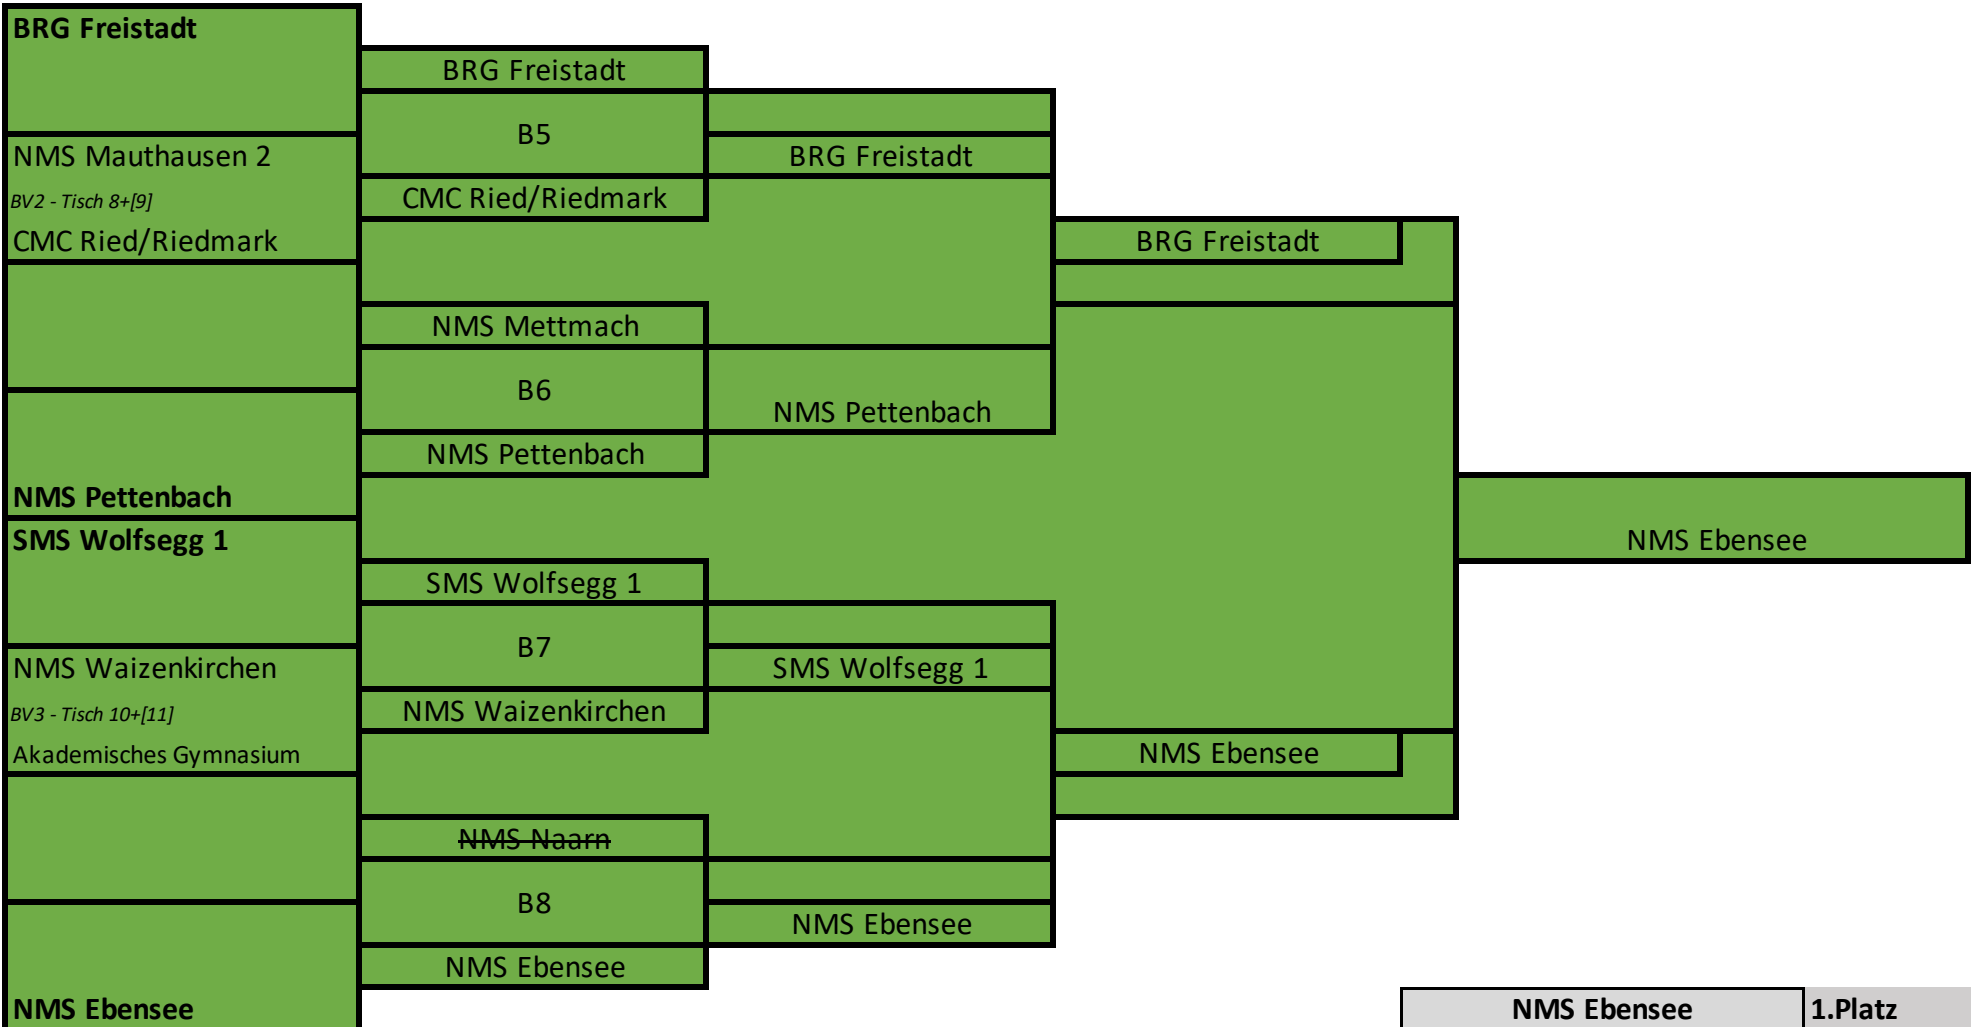 BRG Freistadt
NMS Mauthausen 2
BV2 - Tisch 8+[9]
CMC Ried/Riedmark
NMS Pettenbach
SMS Wolfsegg 1
NMS Waizenkirchen
BV3 - Tisch 10+[11]
Akademisches Gymnasium
NMS Ebensee
BRG Freistadt
B5
CMC Ried/Riedmark
NMS Mettmach
B6
NMS Pettenbach
SMS Wolfsegg 1
B7
NMS Waizenkirchen
NMS Naarn
B8
NMS Ebensee
BRG Freistadt
NMS Pettenbach
SMS Wolfsegg 1
NMS Ebensee
BRG Freistadt
NMS Ebensee
NMS Ebensee
NMS Ebensee 1.Platz